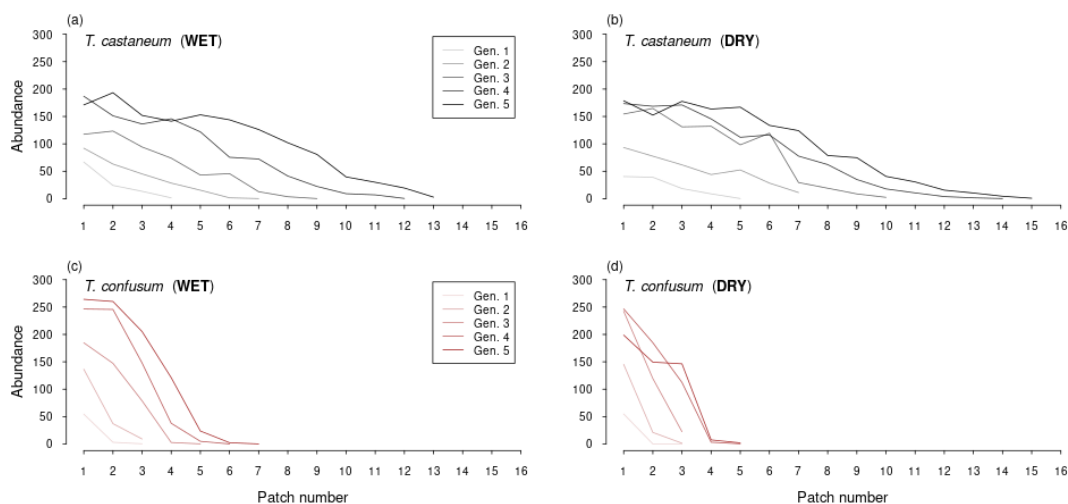 (a)
T. castaneum (WET)
Abundance
300
250
200
150
100
50
0
1 2 3 4 5 6 7 8 9 10 11 12 13 14 15 16
Gen. 1
Gen. 2
Gen. 3
Gen. 4
Gen. 5
(b)
T. castaneum (DRY)
300
250
200
150
100
50
0
1 2 3 4 5 6 7 8 9 10 11 12 13 14 15 16
(c)
T. confusum (WET)
Abundance
300
250
200
150
100
50
0
1 2 3 4 5 6 7 8 9 10 11 12 13 14 15 16
Patch number
Gen. 1
Gen. 2
Gen. 3
Gen. 4
Gen. 5
(d)
T. confusum (DRY)
300
250
200
150
100
50
0
1 2 3 4 5 6 7 8 9 10 11 12 13 14 15 16
Patch number